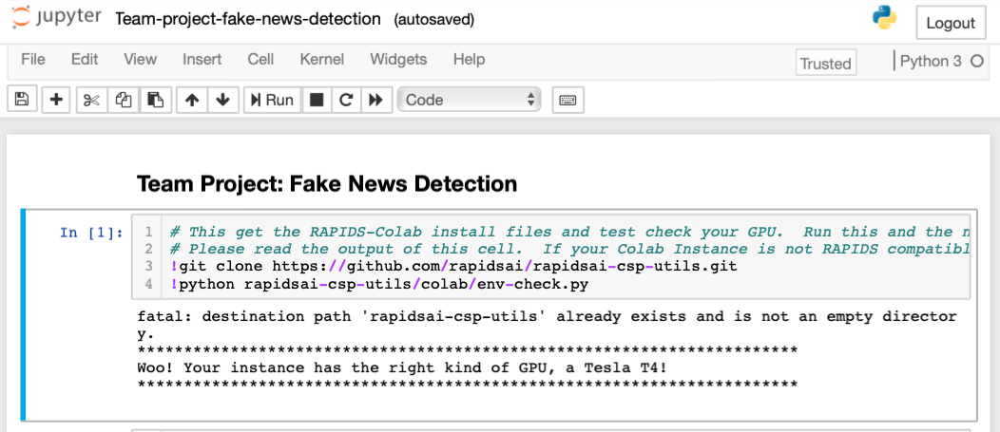 jupyter Team-project-fake-news-detection (autosaved)
Logout
File Edit View Insert Cell Kernel Widgets Help
Trusted Python 3
Run Code
Team Project: Fake News Detection
In [1]:
1 # This get the RAPIDS-Colab install files and test check your GPU.  Run this and the n
2 # Please read the output of this cell.  If your Colab Instance is not RAPIDS compatibl
3 !git clone https://github.com/rapidsai/rapidsai-csp-utils.git
4 !python rapidsai-csp-utils/colab/env-check.py
fatal: destination path 'rapidsai-csp-utils' already exists and is not an empty director
y.
***********************************************************************
Woo! Your instance has the right kind of GPU, a Tesla T4!
***********************************************************************